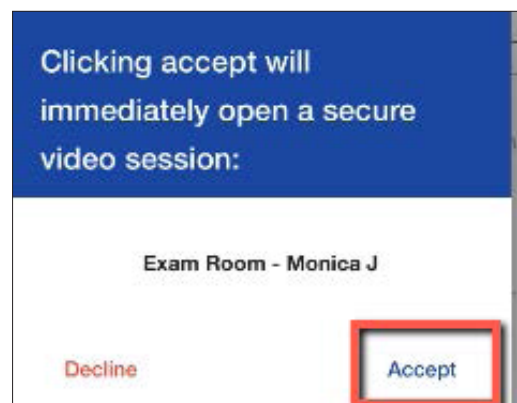 Clicking accept will
immediately open a secure
video session:
Exam Room - Monica J
Decline
Accept